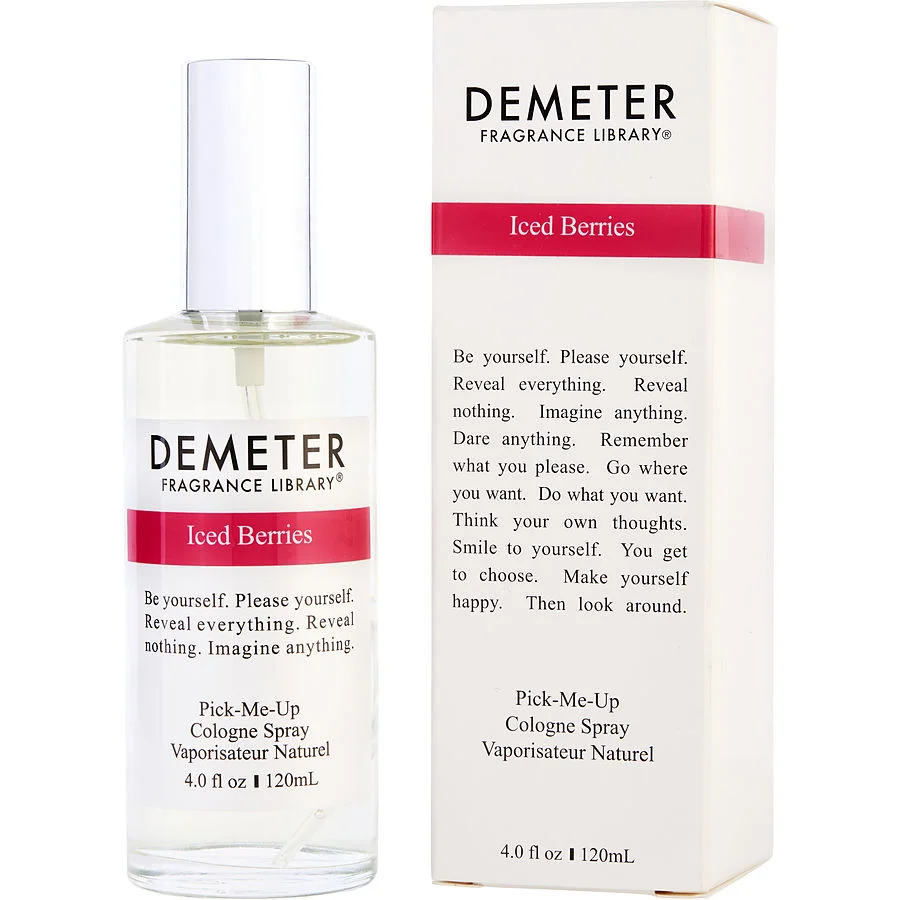 DEMETER
FRAGRANCE LIBRARY®
Iced Berries
Be yourself. Please yourself.
Reveal everything. Reveal
nothing. Imagine anything.
Pick-Me-Up
Cologne Spray
Vaporisateur Naturel
4.0 fl oz ❚ 120mL
DEMETER
FRAGRANCE LIBRARY®
Iced Berries
Be yourself. Please yourself.
Reveal everything. Reveal
nothing. Imagine anything.
Dare anything. Remember
what you please. Go where
you want. Do what you want.
Think your own thoughts.
Smile to yourself. You get
to choose. Make yourself
happy. Then look around.
Pick-Me-Up
Cologne Spray
Vaporisateur Naturel
4.0 fl oz ❚ 120mL